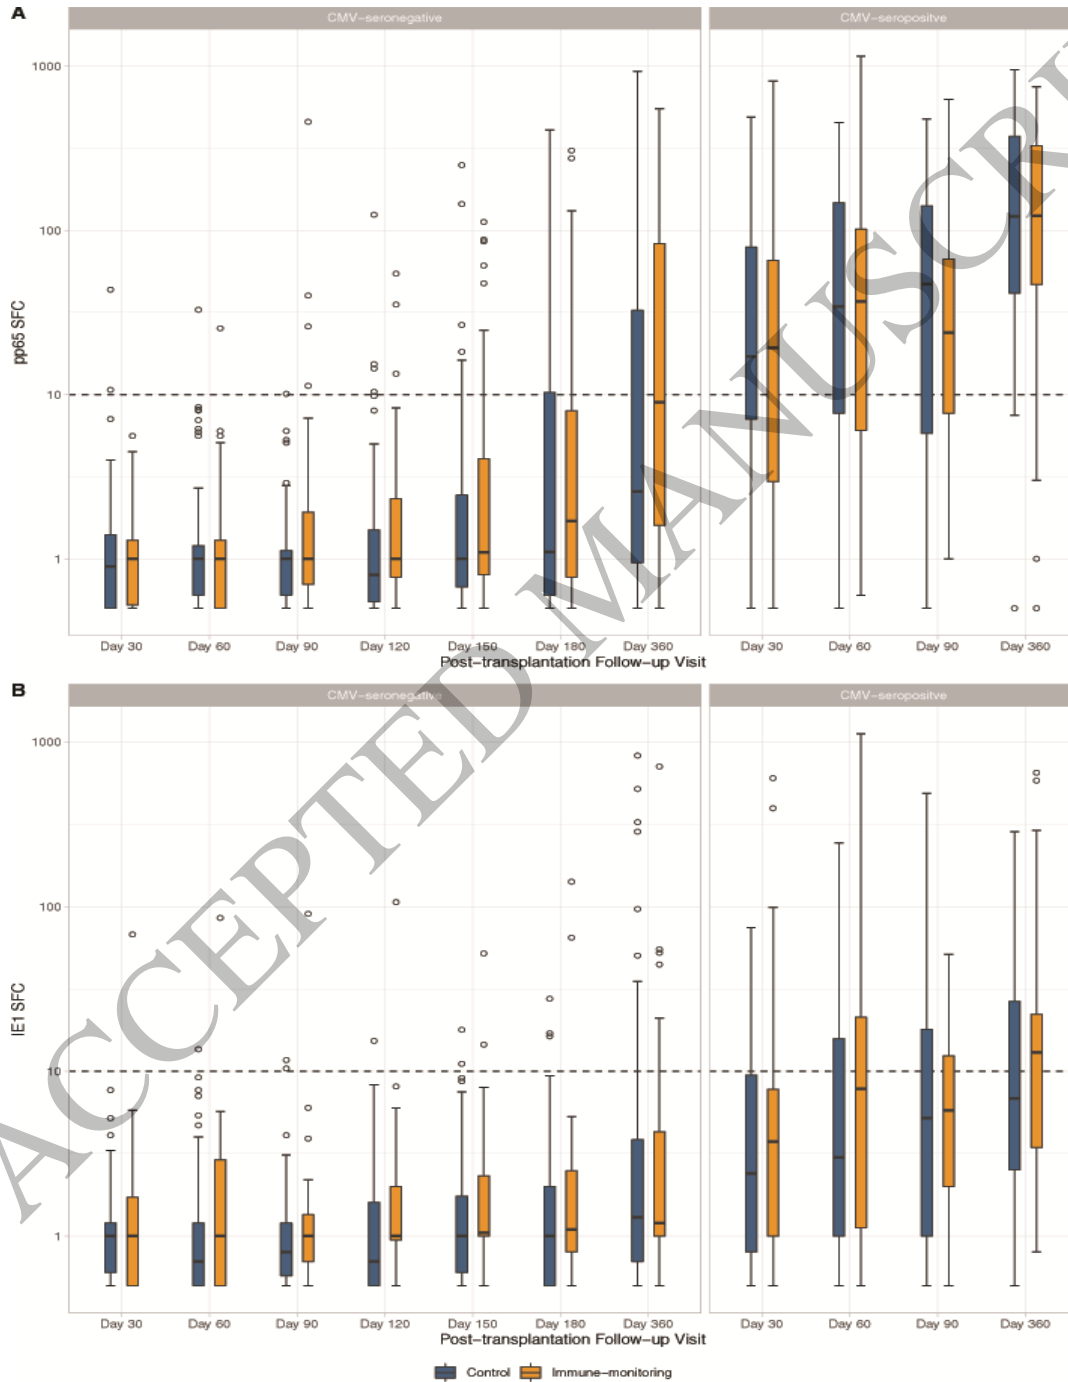 A
CMV-seronegative
CMV-seropositve
1000
100
10
1
pp65 SFC
Day 30
Day 60
Day 90
Day 120
Day 150
Day 180
Day 360
Day 30
Day 60
Day 90
Day 360
Post-transplantation Follow-up Visit
B
CMV-seronegative
CMV-seropositve
1000
100
10
1
IE1 SFC
Day 30
Day 60
Day 90
Day 120
Day 150
Day 180
Day 360
Day 30
Day 60
Day 90
Day 360
Post-transplantation Follow-up Visit
Control
Immune-monitoring